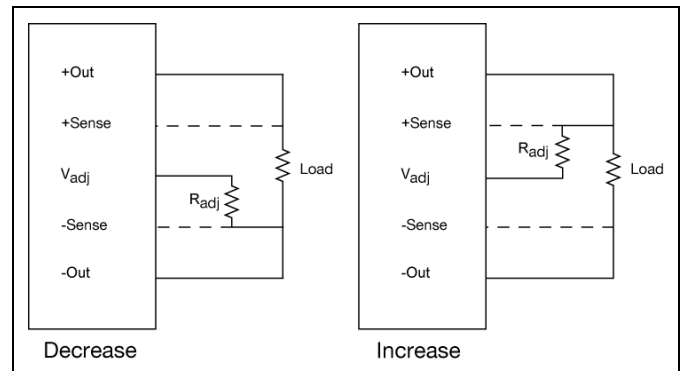 +Out
+Sense
Vadj
Radj
Load
-Sense
-Out
Decrease
+Out
+Sense
Radj
Vadj
Load
-Sense
-Out
Increase